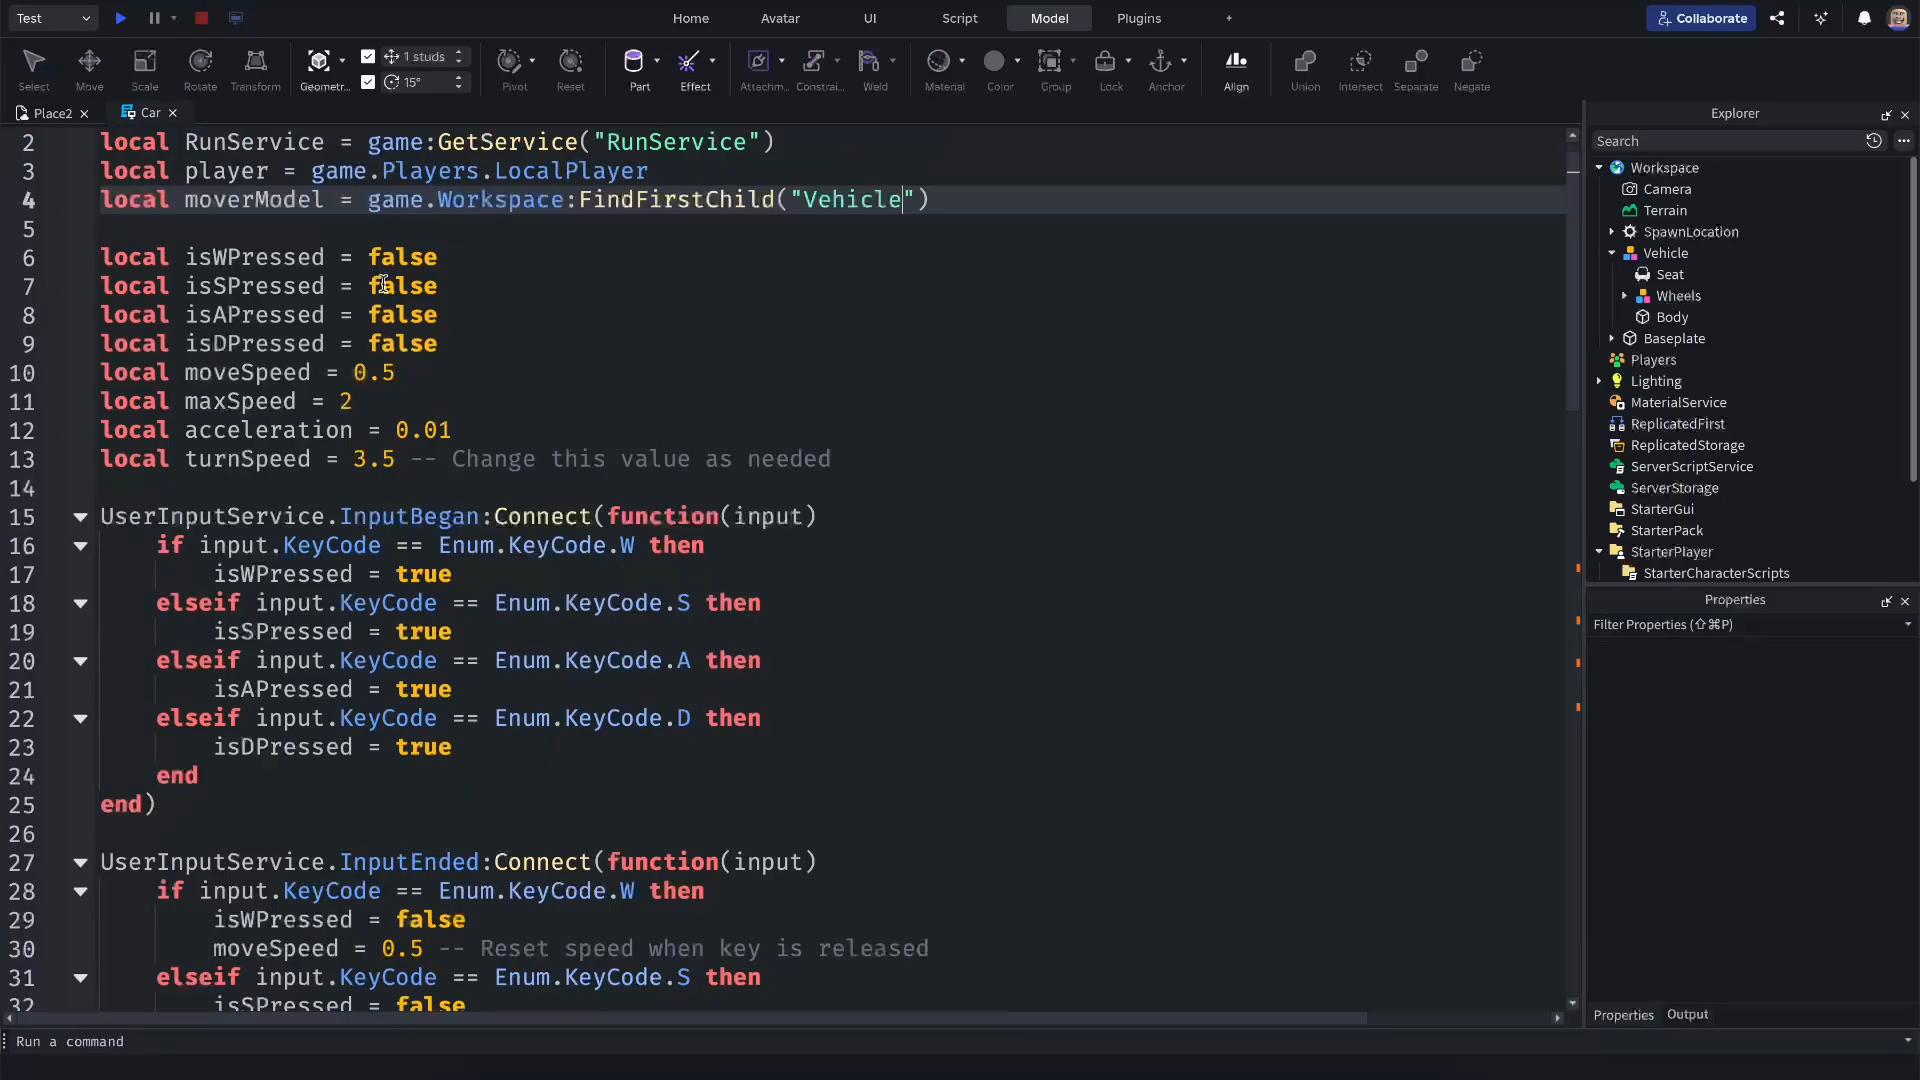 Test
Home
Avatar
UI
Script
Model
Plugins
+
Collaborate
Select
Move
Scale
Rotate
Transform
Geometr...
1 studs
15°
Pivot
Reset
Part
Effect
Attachm...
Constrai...
Weld
Material
Color
Group
Lock
Anchor
Align
Union
Intersect
Separate
Negate
Place2
Car
2 local RunService = game:GetService("RunService")
3 local player = game.Players.LocalPlayer
4 local moverModel = game.Workspace:FindFirstChild("Vehicle")
5
6 local isWPressed = false
7 local isSPressed = false
8 local isAPressed = false
9 local isDPressed = false
10 local moveSpeed = 0.5
11 local maxSpeed = 2
12 local acceleration = 0.01
13 local turnSpeed = 3.5 -- Change this value as needed
14
15 UserInputService.InputBegan:Connect(function(input)
16 if input.KeyCode == Enum.KeyCode.W then
17 isWPressed = true
18 elseif input.KeyCode == Enum.KeyCode.S then
19 isSPressed = true
20 elseif input.KeyCode == Enum.KeyCode.A then
21 isAPressed = true
22 elseif input.KeyCode == Enum.KeyCode.D then
23 isDPressed = true
24 end
25 end)
26
27 UserInputService.InputEnded:Connect(function(input)
28 if input.KeyCode == Enum.KeyCode.W then
29 isWPressed = false
30 moveSpeed = 0.5 -- Reset speed when key is released
31 elseif input.KeyCode == Enum.KeyCode.S then
32 isSPressed = false
Run a command
Explorer
Search
Workspace
Camera
Terrain
SpawnLocation
Vehicle
Seat
Wheels
Body
Baseplate
Players
Lighting
MaterialService
ReplicatedFirst
ReplicatedStorage
ServerScriptService
ServerStorage
StarterGui
StarterPack
StarterPlayer
StarterCharacterScripts
Properties
Filter Properties (⇧⌘P)
Properties
Output